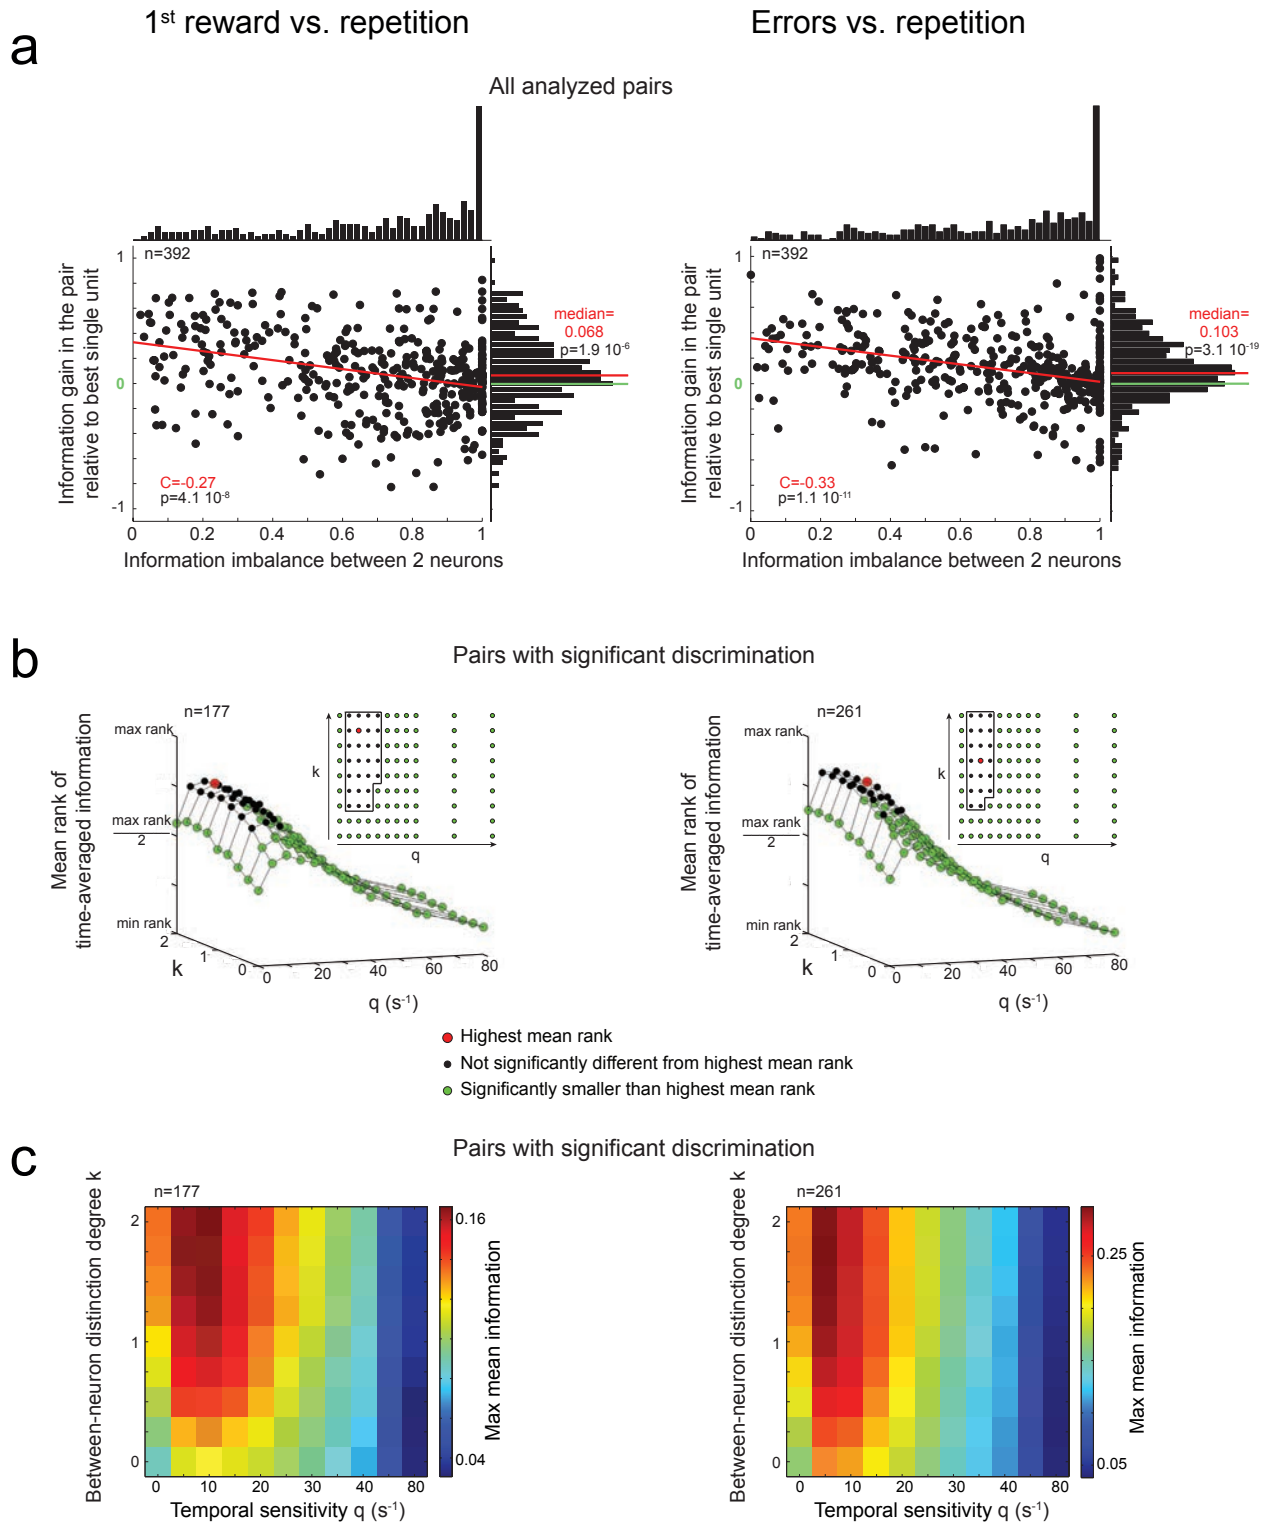 1st reward vs. repetition
Errors vs. repetition
a
All analyzed pairs
n=392
1
0
-1
Information gain in the pair
relative to best single unit
median=
0.068
p=1.9 10-6
C=-0.27
p=4.1 10-8
0 0.2 0.4 0.6 0.8 1
Information imbalance between 2 neurons
n=392
1
0
-1
Information gain in the pair
relative to best single unit
median=
0.103
p=3.1 10-19
C=-0.33
p=1.1 10-11
0 0.2 0.4 0.6 0.8 1
Information imbalance between 2 neurons
b
Pairs with significant discrimination
n=177
Mean rank of
time-averaged information
max rank
max rank
2
min rank
2
1
0
k
0 20 40 60 80
q (s-1)
k
q
n=261
Mean rank of
time-averaged information
max rank
max rank
2
min rank
2
1
0
k
0 20 40 60 80
q (s-1)
k
q
Highest mean rank
Not significantly different from highest mean rank
Significantly smaller than highest mean rank
c
Pairs with significant discrimination
n=177
Between-neuron distinction degree k
2
1
0
0 10 20 30 40 80
Temporal sensitivity q (s-1)
0.16
0.04
Max mean information
n=261
Between-neuron distinction degree k
2
1
0
0 10 20 30 40 80
Temporal sensitivity q (s-1)
0.25
0.05
Max mean information